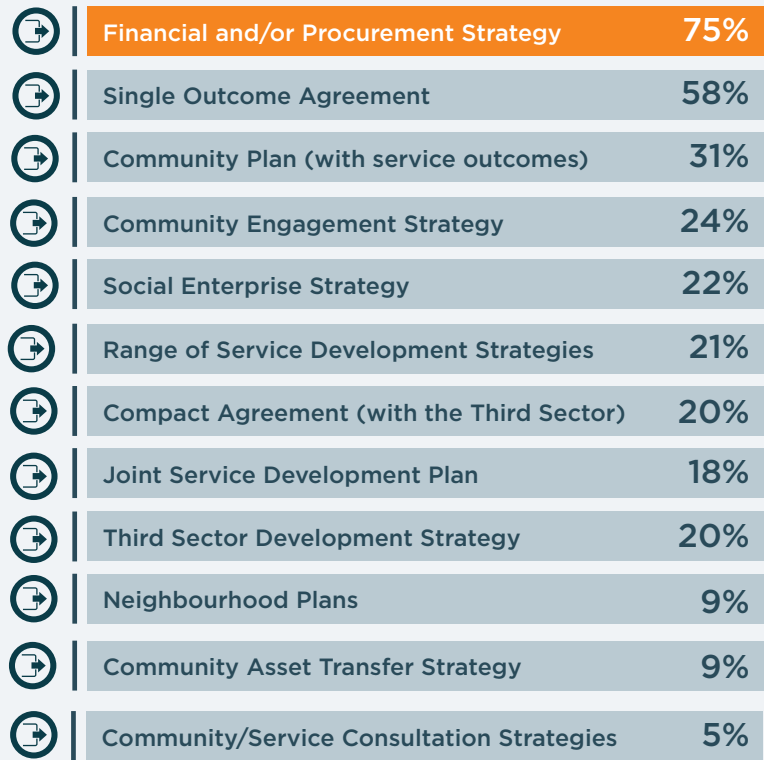 Financial and/or Procurement Strategy 75%
Single Outcome Agreement 58%
Community Plan (with service outcomes) 31%
Community Engagement Strategy 24%
Social Enterprise Strategy 22%
Range of Service Development Strategies 21%
Compact Agreement (with the Third Sector) 20%
Joint Service Development Plan 18%
Third Sector Development Strategy 20%
Neighbourhood Plans 9%
Community Asset Transfer Strategy 9%
Community/Service Consultation Strategies 5%